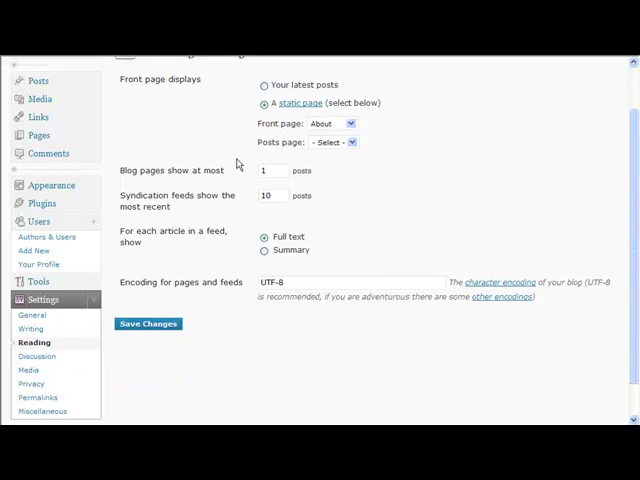 Posts
Media
Links
Pages
Comments
Appearance
Plugins
Users
Authors & Users
Add New
Your Profile
Tools
Settings
General
Writing
Reading
Discussion
Media
Privacy
Permalinks
Miscellaneous
Front page displays
Your latest posts
A static page (select below)
Front page: About
Posts page: - Select -
Blog pages show at most 1 posts
Syndication feeds show the
most recent
10 posts
For each article in a feed,
show
Full text
Summary
Encoding for pages and feeds UTF-8 The character encoding of your blog (UTF-8
is recommended, if you are adventurous there are some other encodings)
Save Changes